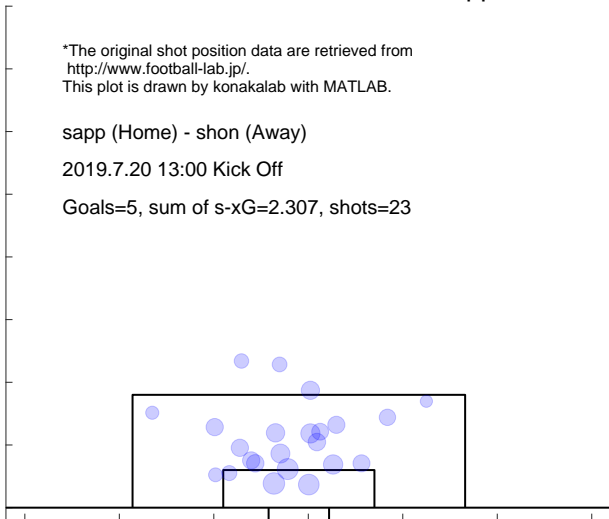 *The original shot position data are retrieved from
http://www.football-lab.jp/.
This plot is drawn by konakalab with MATLAB.
sapp (Home) - shon (Away)
2019.7.20 13:00 Kick Off
Goals=5, sum of s-xG=2.307, shots=23